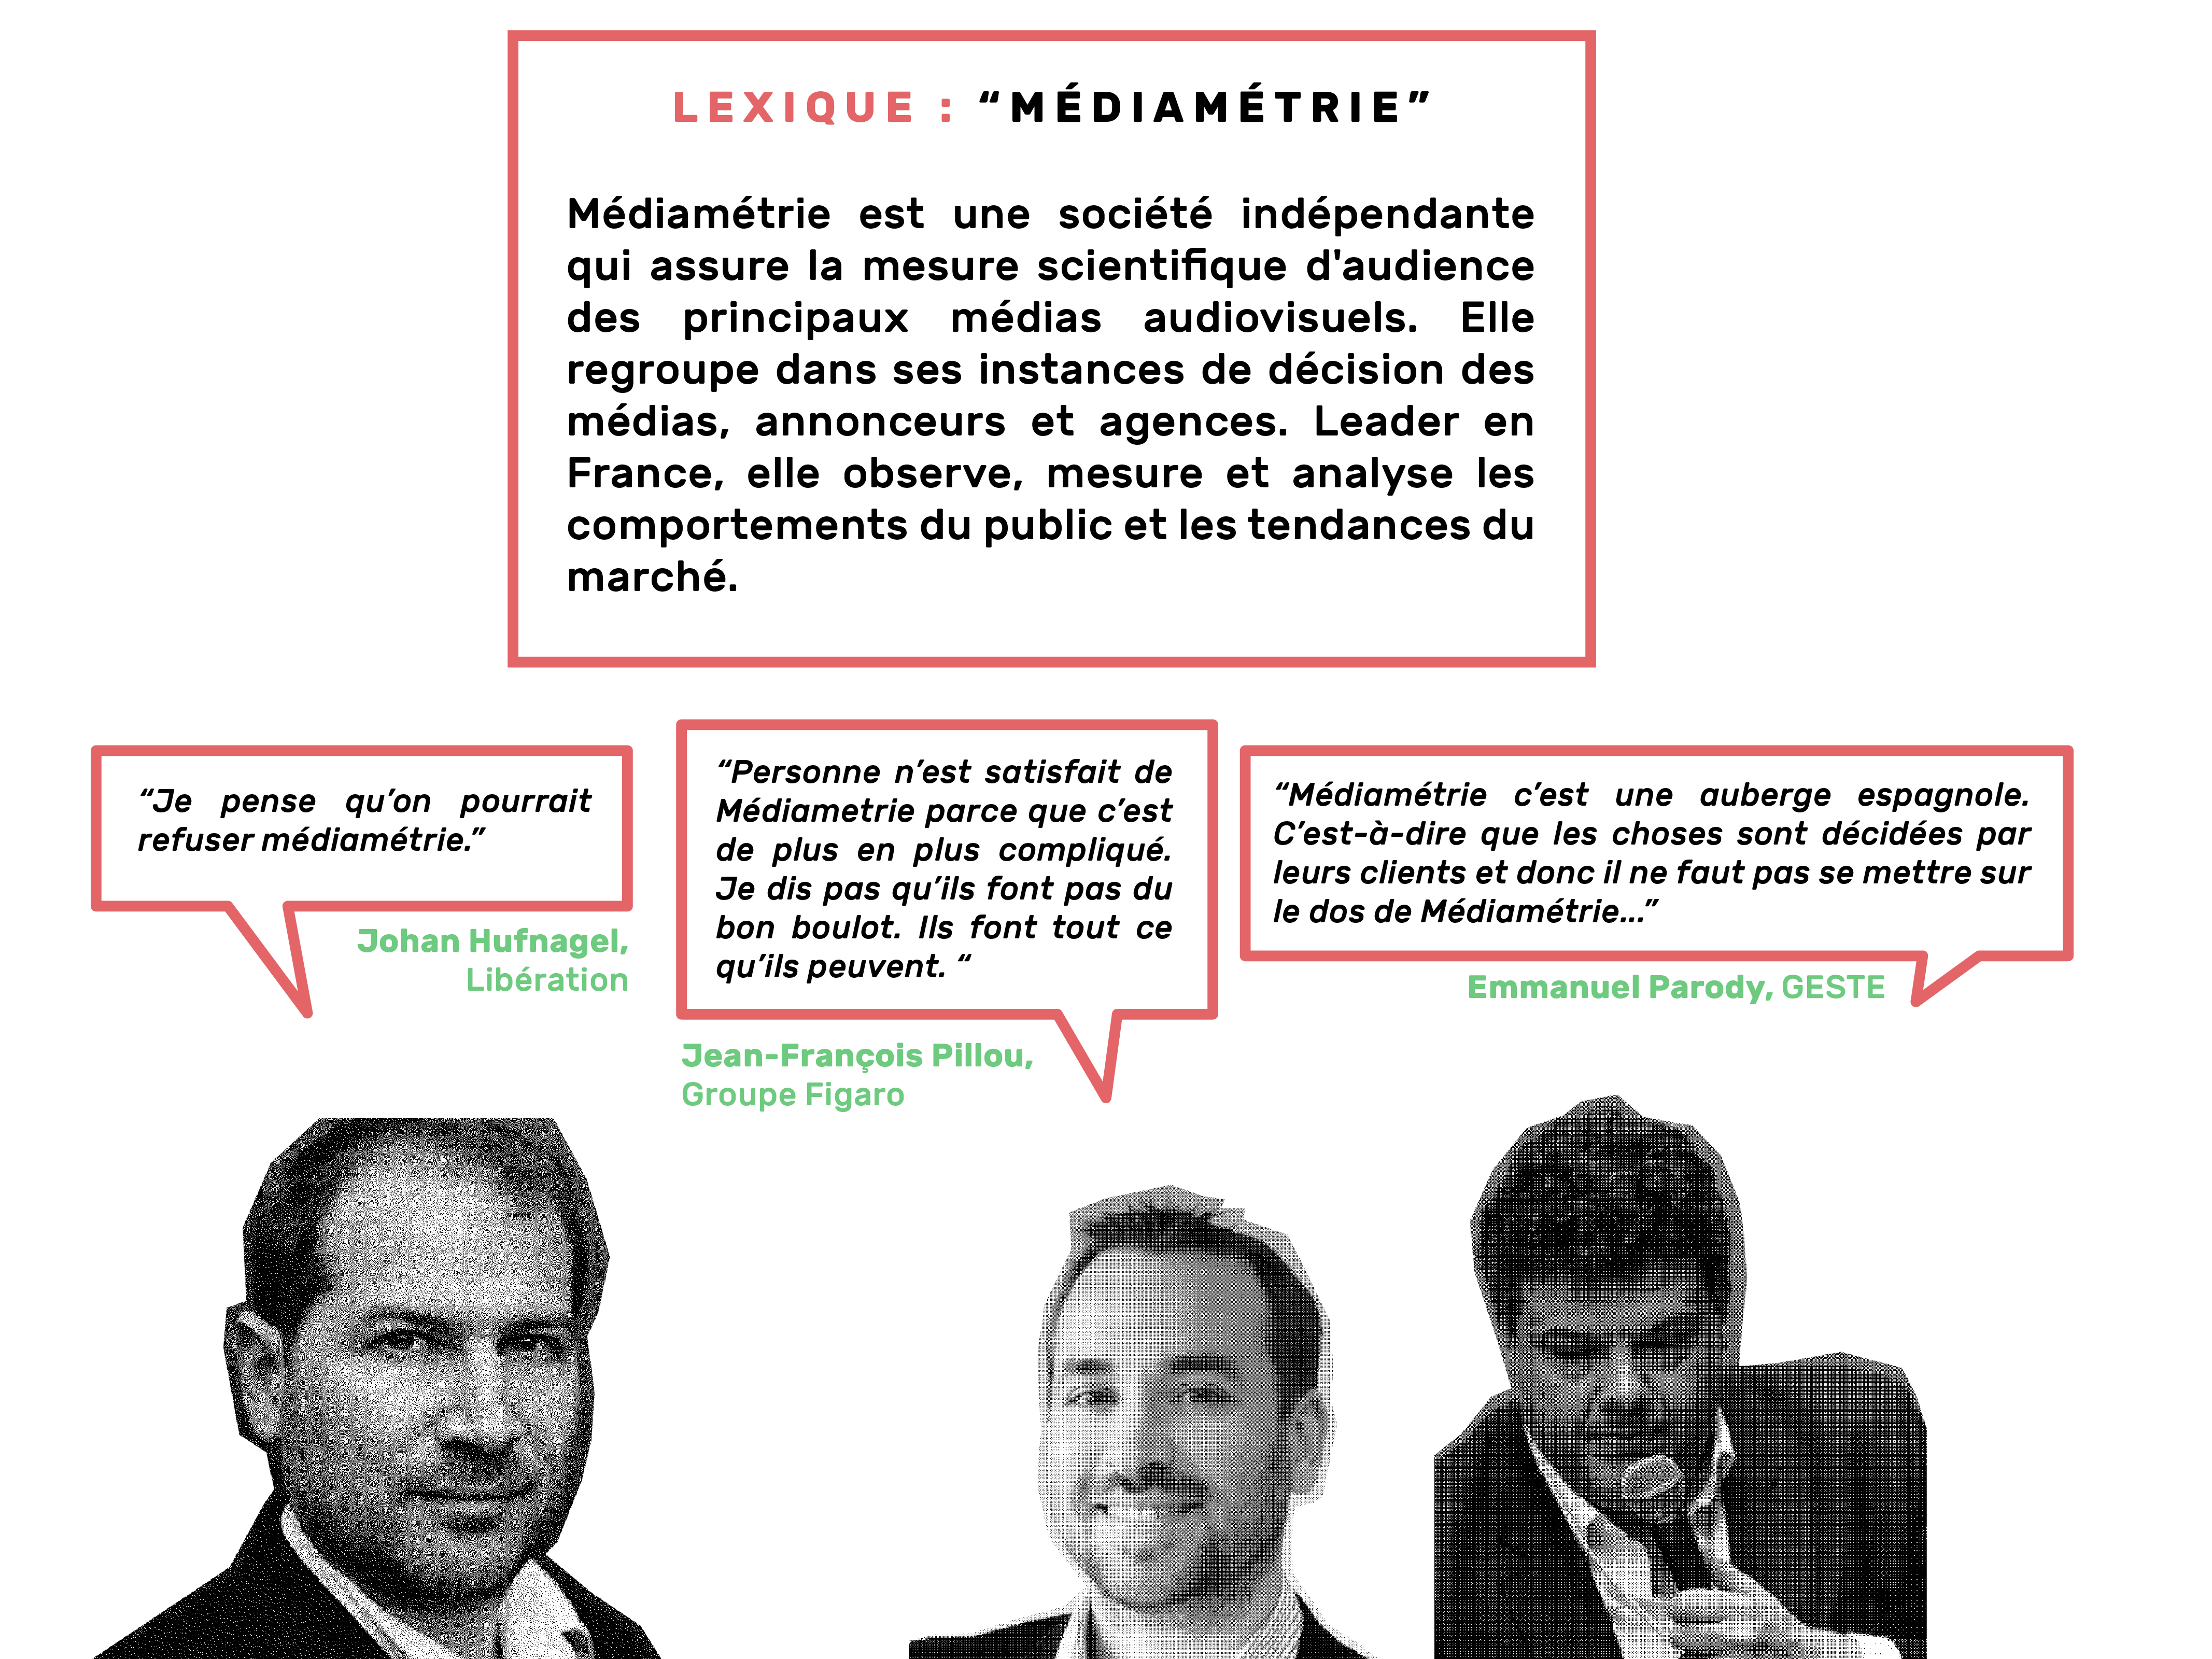 LEXIQUE : “MÉDIAMÉTRIE”
Médiamétrie est une société indépendante
qui assure la mesure scientifique d'audience
des principaux médias audiovisuels. Elle
regroupe dans ses instances de décision des
médias, annonceurs et agences. Leader en
France, elle observe, mesure et analyse les
comportements du public et les tendances du
marché.
“Je pense qu’on pourrait
refuser médiamétrie.”
Johan Hufnagel,
Libération
“Personne n’est satisfait de
Médiametrie parce que c’est
de plus en plus compliqué.
Je dis pas qu’ils font pas du
bon boulot. Ils font tout ce
qu’ils peuvent. “
Jean-François Pillou,
Groupe Figaro
“Médiamétrie c’est une auberge espagnole.
C’est-à-dire que les choses sont décidées par
leurs clients et donc il ne faut pas se mettre sur
le dos de Médiamétrie...”
Emmanuel Parody, GESTE